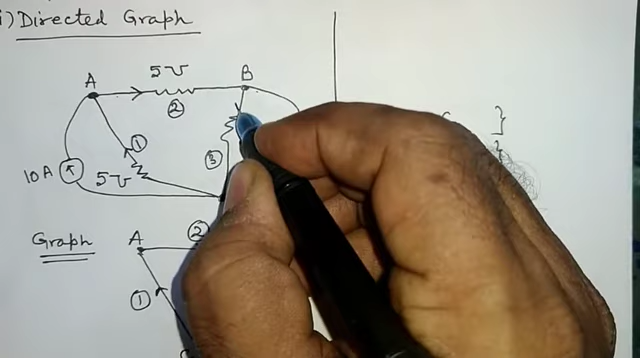 i) Directed Graph
5Ʊ
A
B
②
①
③
10A
5Ʊ
Graph
A
②
①